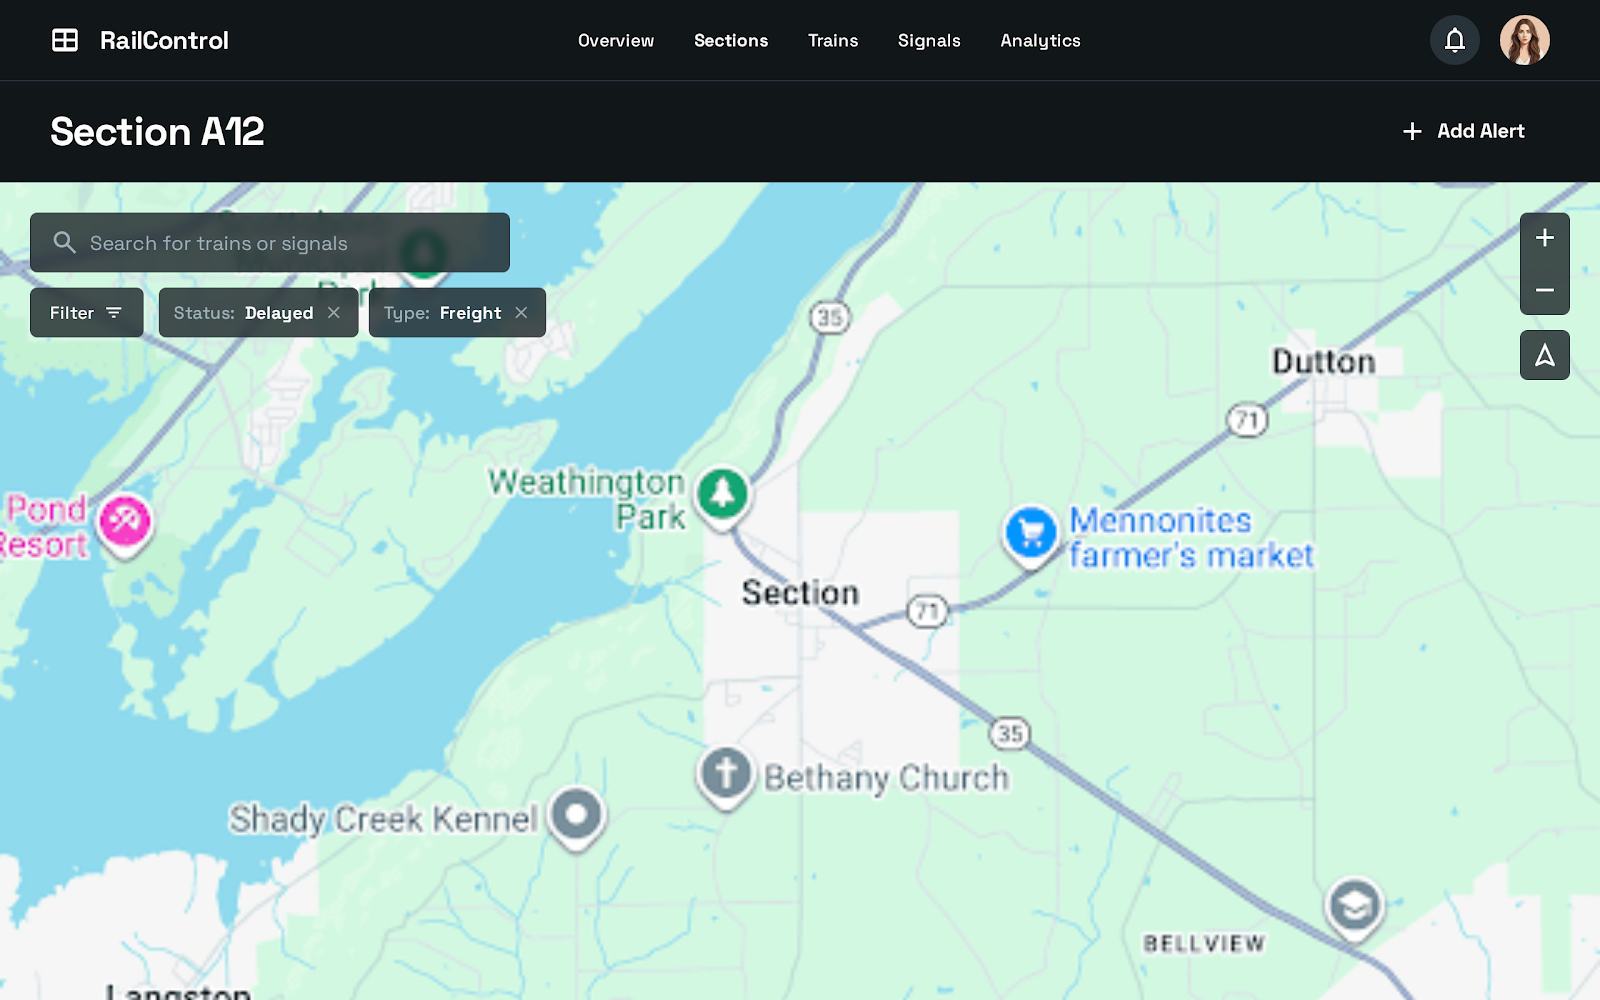 RailControl
Overview
Sections
Trains
Signals
Analytics
Section A12
Add Alert
Search for trains or signals
Filter
Status: Delayed
Type: Freight
35
Dutton
71
Weathington
Park
Pond
Resort
Mennonites
farmer's market
Section
71
35
Bethany Church
Shady Creek Kennel
BELLVIEW
Langston